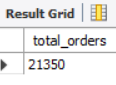 Result Grid
total_orders
21350